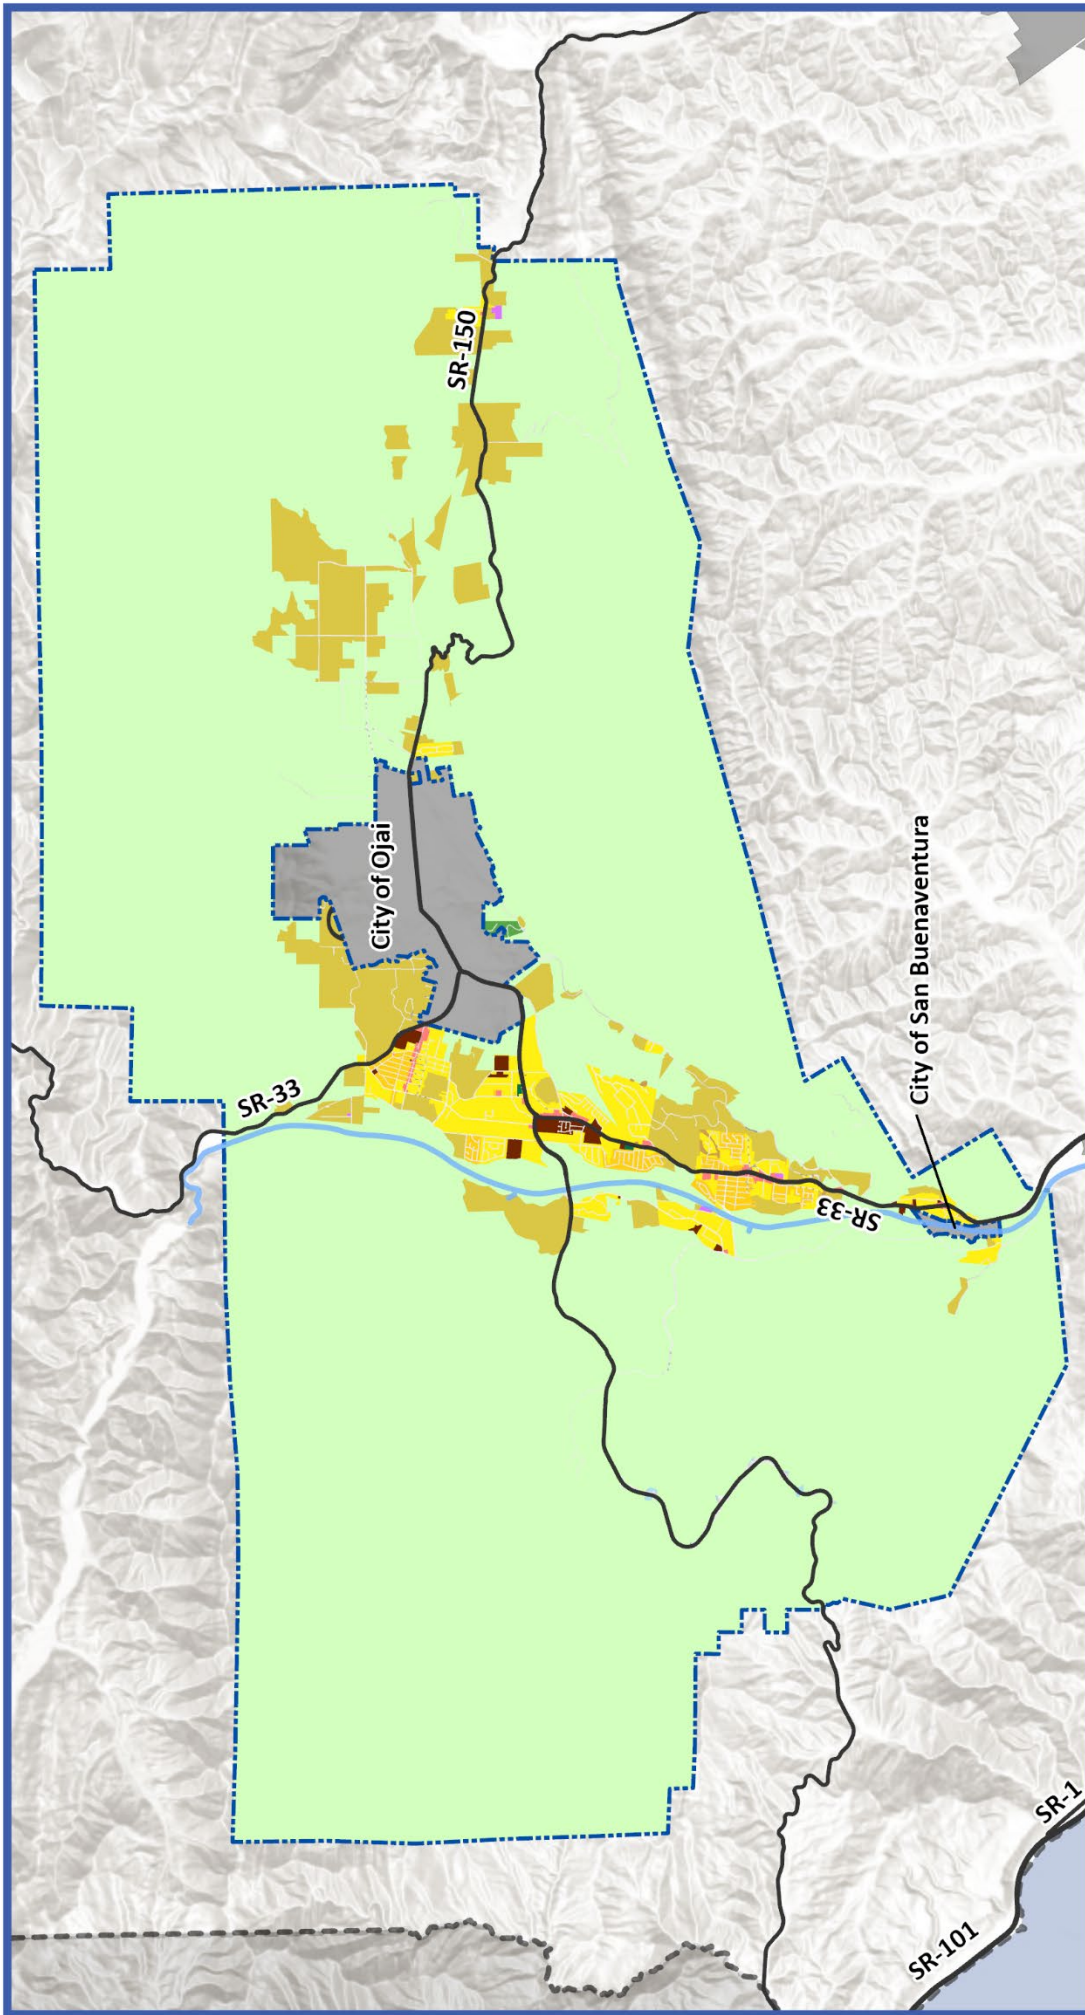 SR-150
City of Ojai
SR-33
City of San Buenaventura
SR-33
SR-1
SR-101